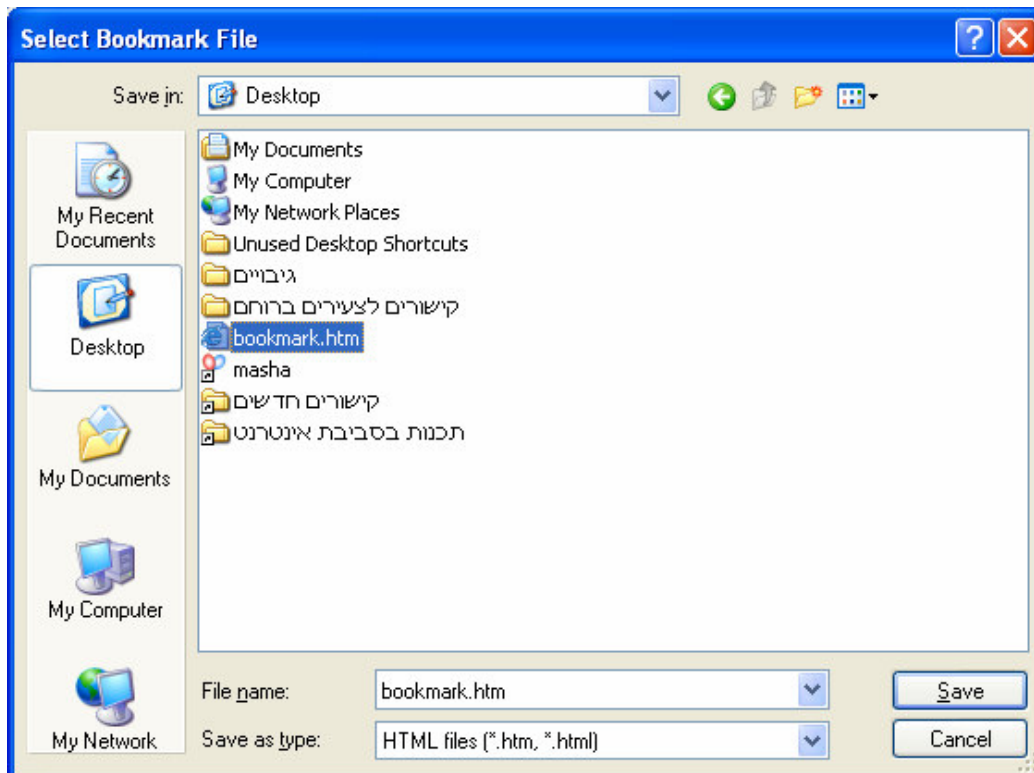 Select Bookmark File
Save in:
Desktop
My Recent
Documents
Desktop
My Documents
My Computer
My Network
My Documents
My Computer
My Network Places
Unused Desktop Shortcuts
גיבויים
קישורים לצעירים ברוחם
bookmark.htm
masha
קישורים חדשים
תכנות בסביבת אינטרנט
File name:
bookmark.htm
Save
Save as type:
HTML files (*.htm, *.html)
Cancel